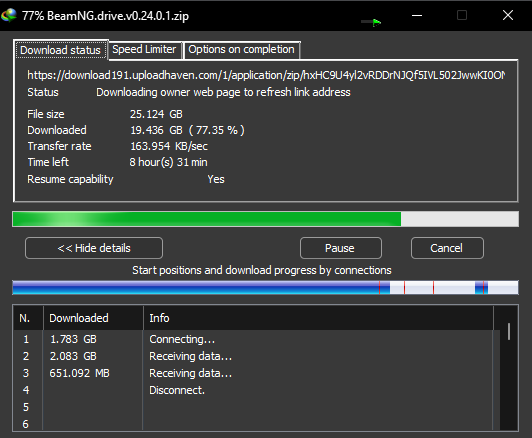 77% BeamNG.drive.v0.24.0.1.zip
Download status Speed Limiter Options on completion
https://download191.uploadhaven.com/1/application/zip/hxHC9U4yl2vRDDrNJQf5IVL502JwwKI0ON
Status Downloading owner web page to refresh link address
File size 25.124 GB
Downloaded 19.436 GB ( 77.35 % )
Transfer rate 163.954 KB/sec
Time left 8 hour(s) 31 min
Resume capability Yes
<< Hide details Pause Cancel
Start positions and download progress by connections
N. Downloaded Info
1 1.783 GB Connecting...
2 2.083 GB Receiving data...
3 651.092 MB Receiving data...
4 Disconnect.
5
6